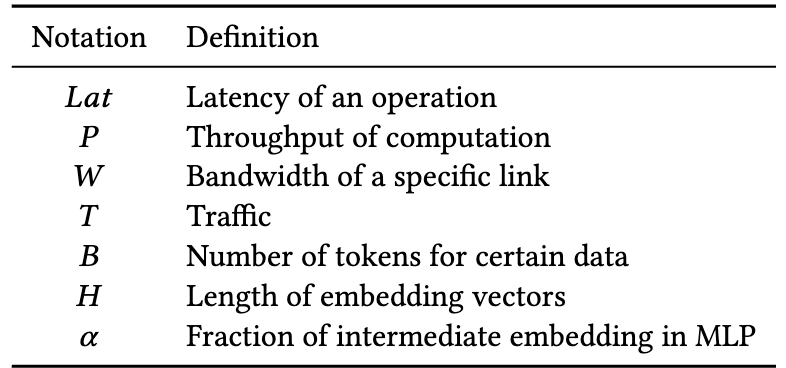 Notation Definition
Lat Latency of an operation
P Throughput of computation
W Bandwidth of a specific link
T Traffic
B Number of tokens for certain data
H Length of embedding vectors
α Fraction of intermediate embedding in MLP